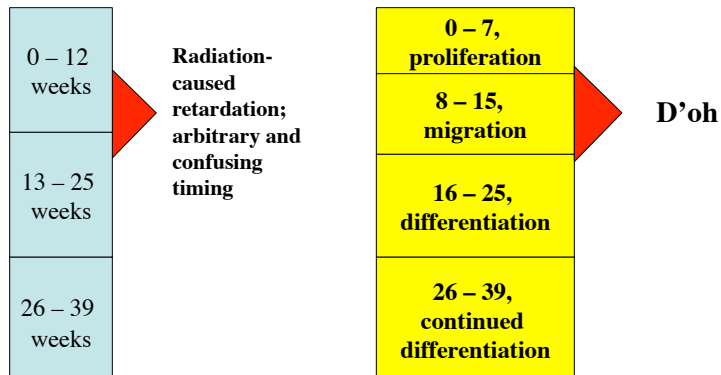 0 – 12
weeks
13 – 25
weeks
26 – 39
weeks
Radiation-
caused
retardation;
arbitrary and
confusing
timing
0 – 7,
proliferation
8 – 15,
migration
16 – 25,
differentiation
26 – 39,
continued
differentiation
D’oh